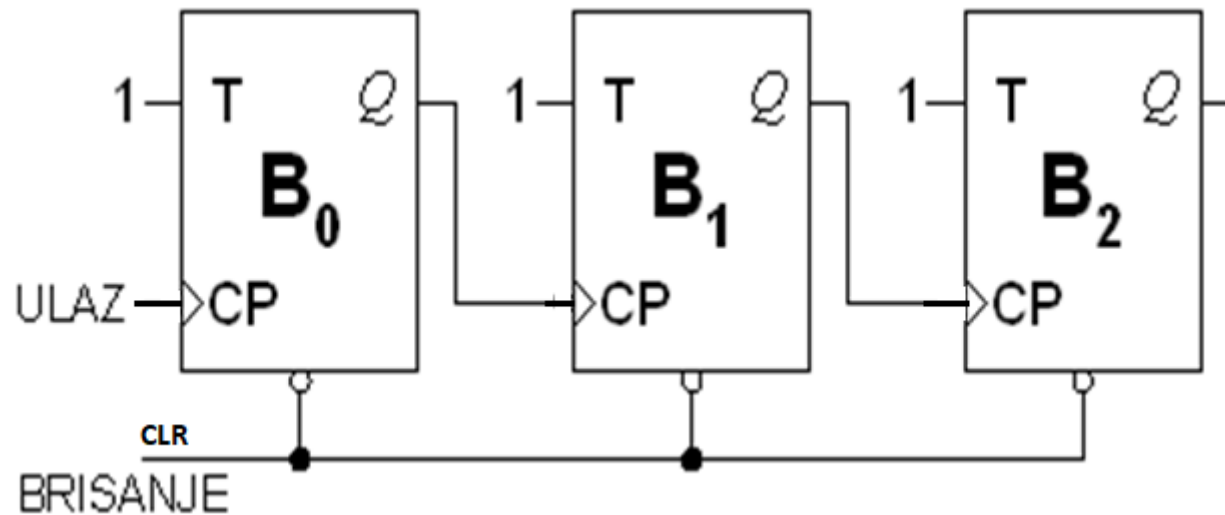 1 T Q 1 T Q 1 T Q
B0 B1 B2
ULAZ CP CP CP
CLR
BRISANJE